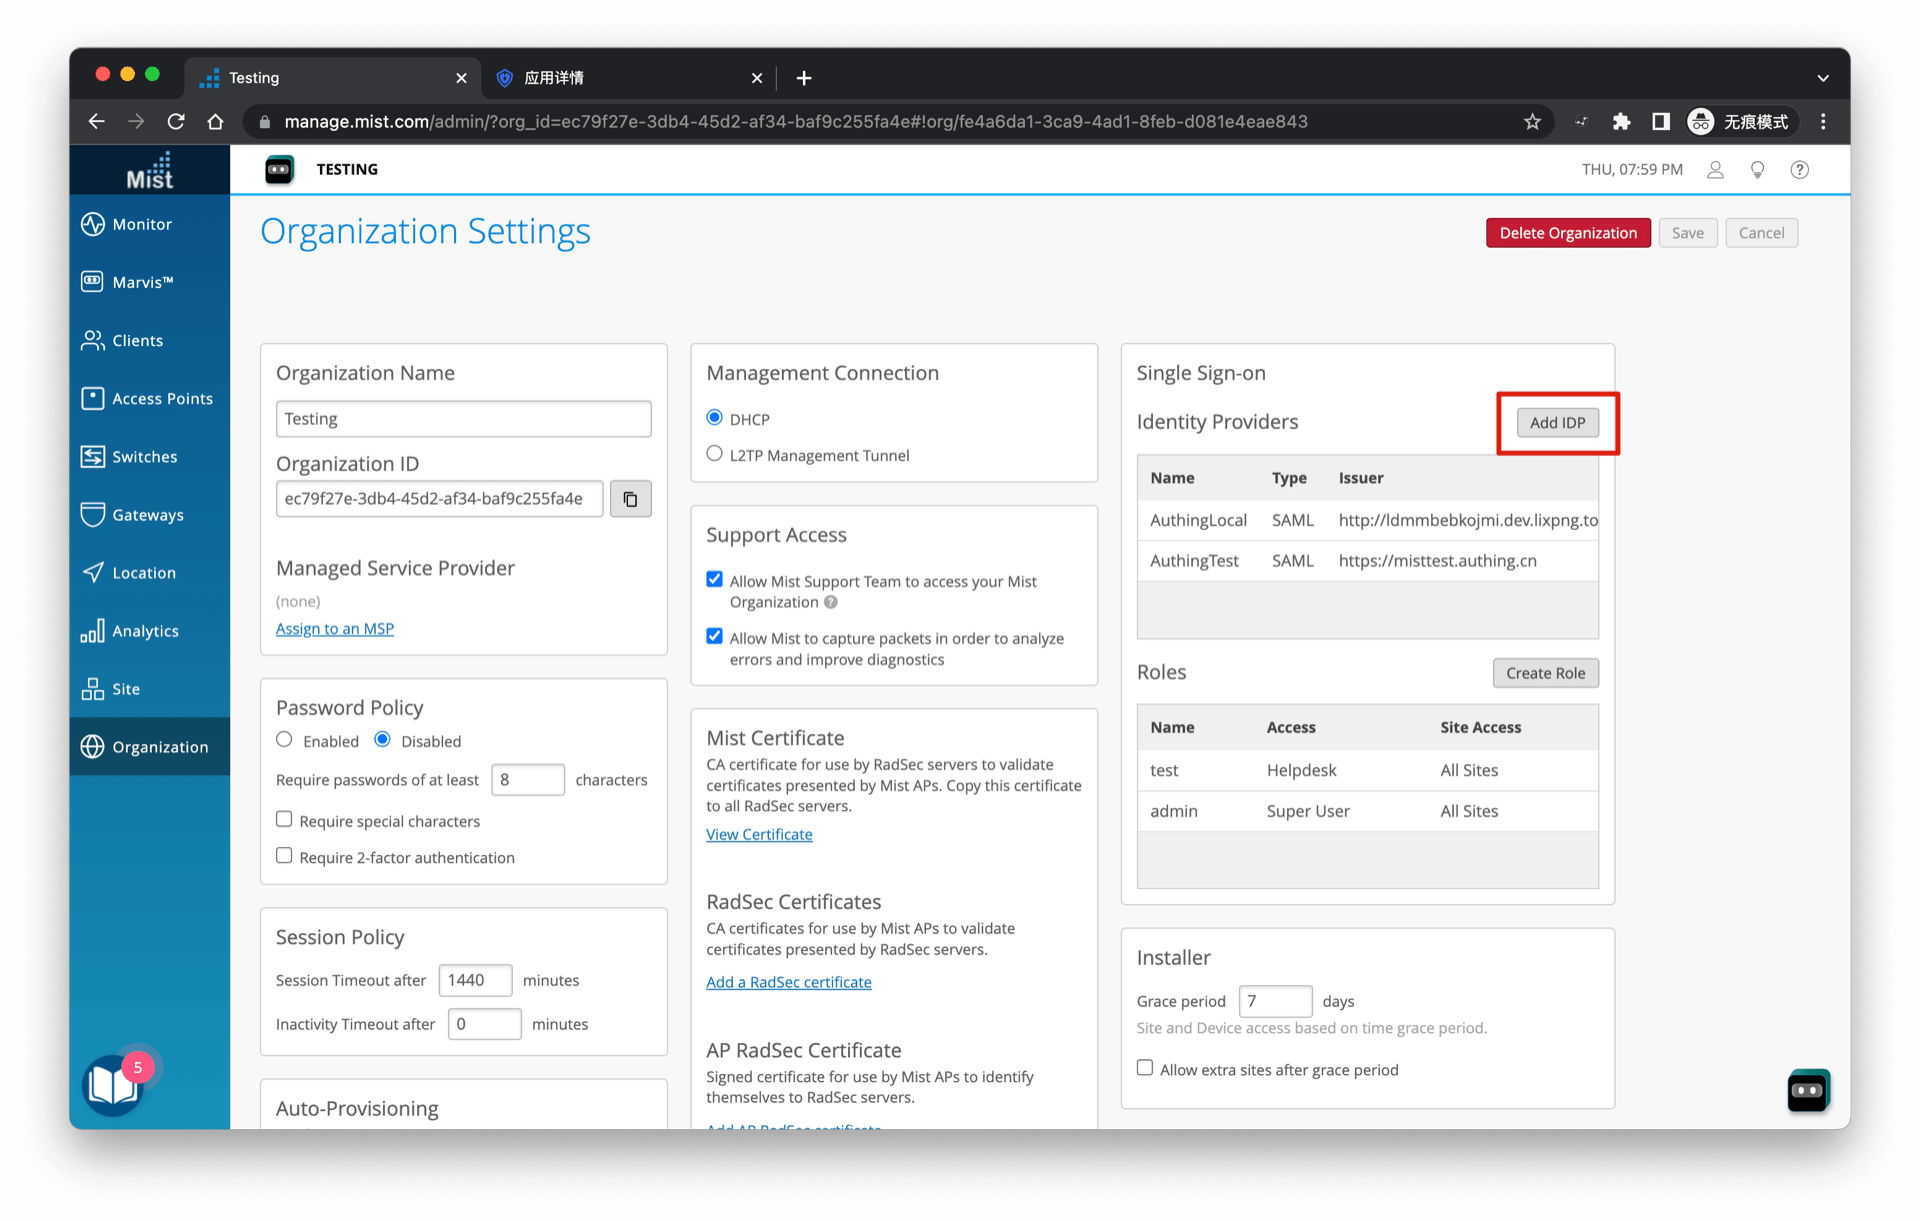 Testing
应用详情
manage.mist.com/admin/?org_id=ec79f27e-3db4-45d2-af34-baf9c255fa4e#!org/fe4a6da1-3ca9-4ad1-8feb-d081e4eae843
无痕模式
Mist
TESTING
THU, 07:59 PM
Monitor
Marvis™
Clients
Access Points
Switches
Gateways
Location
Analytics
Site
Organization
5
Organization Settings
Delete Organization
Save
Cancel
Organization Name
Testing
Organization ID
ec79f27e-3db4-45d2-af34-baf9c255fa4e
Managed Service Provider
(none)
Assign to an MSP
Password Policy
Enabled Disabled
Require passwords of at least 8 characters
Require special characters
Require 2-factor authentication
Session Policy
Session Timeout after 1440 minutes
Inactivity Timeout after 0 minutes
Auto-Provisioning
Management Connection
DHCP
L2TP Management Tunnel
Support Access
Allow Mist Support Team to access your Mist
Organization ?
Allow Mist to capture packets in order to analyze
errors and improve diagnostics
Mist Certificate
CA certificate for use by RadSec servers to validate
certificates presented by Mist APs. Copy this certificate
to all RadSec servers.
View Certificate
RadSec Certificates
CA certificates for use by Mist APs to validate
certificates presented by RadSec servers.
Add a RadSec certificate
AP RadSec Certificate
Signed certificate for use by Mist APs to identify
themselves to RadSec servers.
Add AP RadSec certificate
Single Sign-on
Identity Providers
Add IDP
Name Type Issuer
AuthingLocal SAML http://ldmmbebkojmi.dev.lixpng.to
AuthingTest SAML https://misttest.authing.cn
Roles
Create Role
Name Access Site Access
test Helpdesk All Sites
admin Super User All Sites
Installer
Grace period 7 days
Site and Device access based on time grace period.
Allow extra sites after grace period